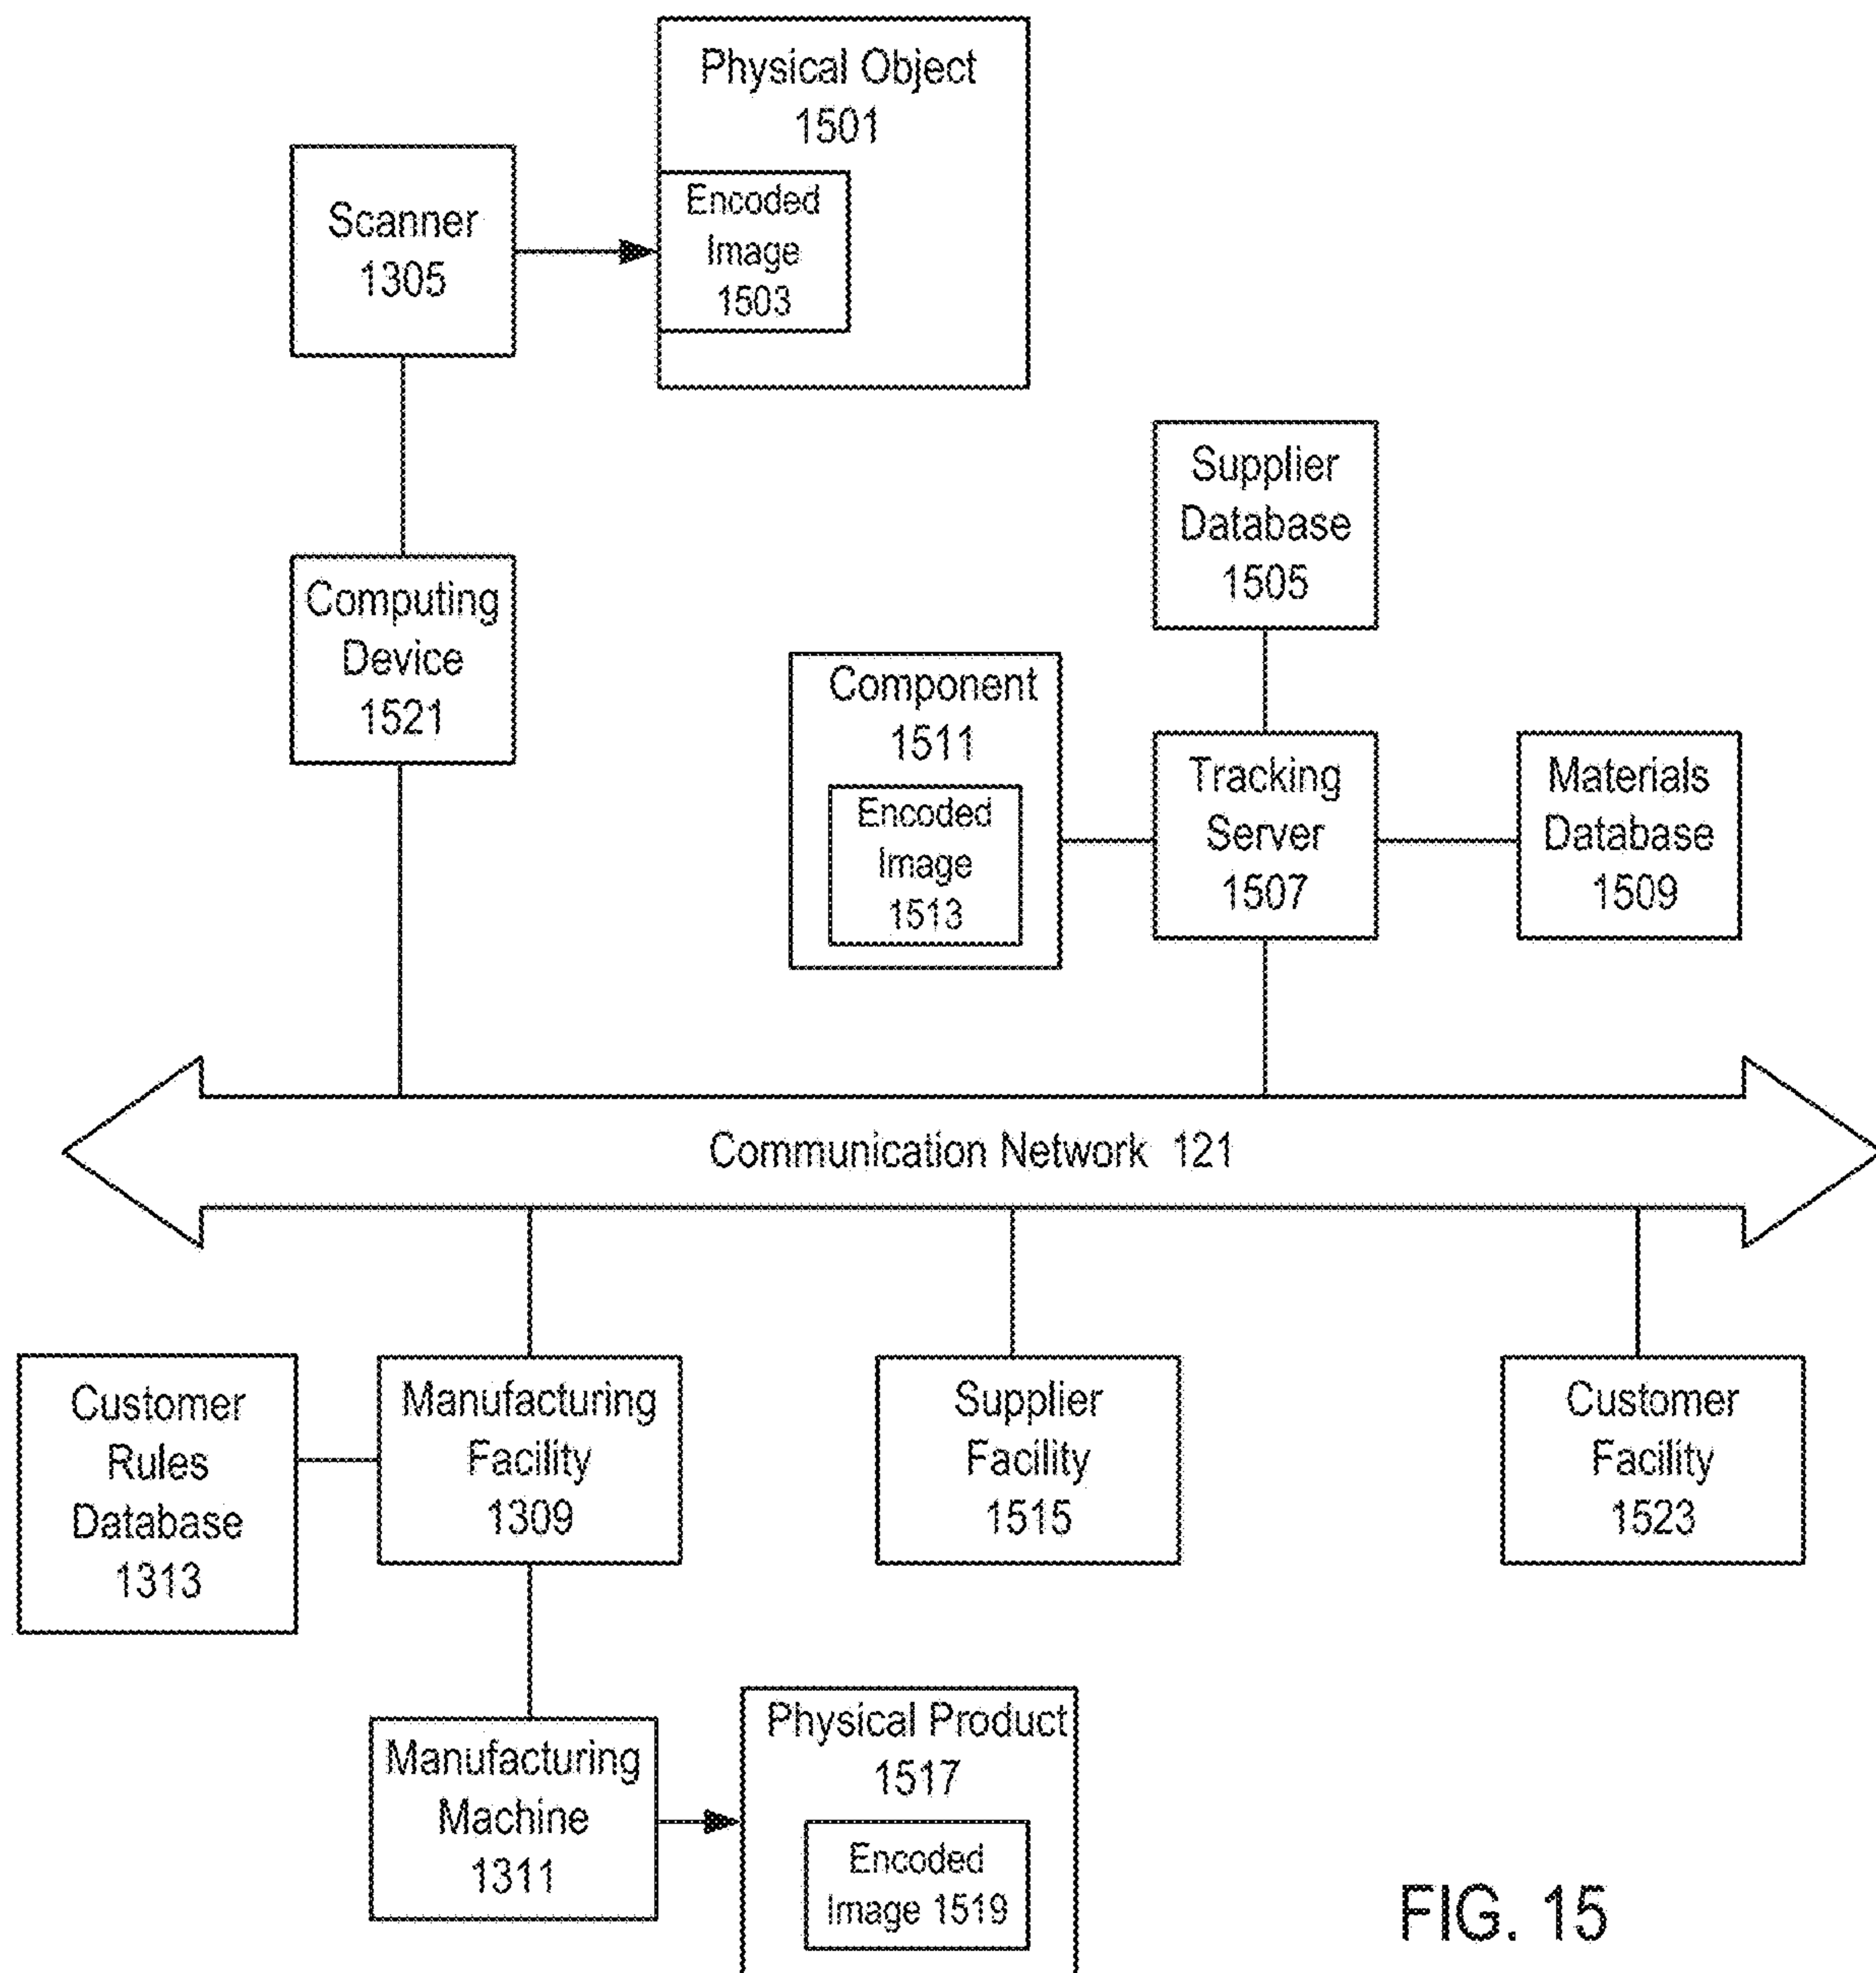 Physical Object
1501
Encoded
Image
1503
Scanner
1305
Computing
Device
1521
Supplier
Database
1505
Component
1511
Encoded
Image
1513
Tracking
Server
1507
Materials
Database
1509
Communication Network 121
Customer
Rules
Database
1313
Manufacturing
Facility
1309
Supplier
Facility
1515
Customer
Facility
1523
Manufacturing
Machine
1311
Physical Product
1517
Encoded
Image 1519
FIG. 15